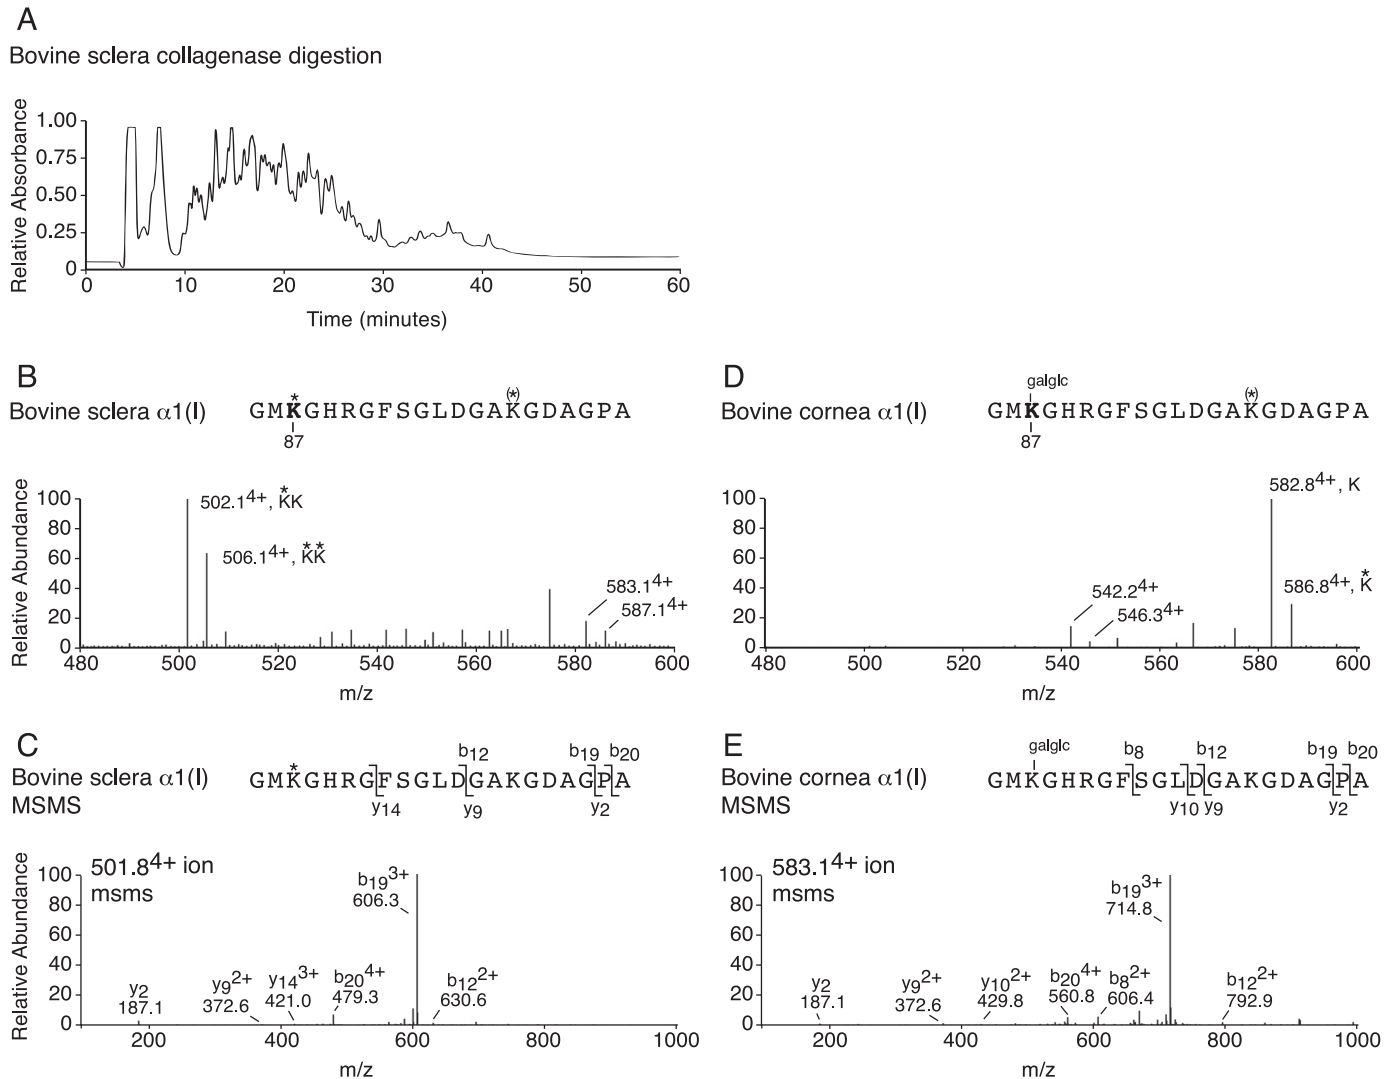 A
Bovine sclera collagenase digestion
Relative Absorbance
1.00
0.75
0.50
0.25
0
0 10 20 30 40 50 60
Time (minutes)
B
*
(*)
Bovine sclera α1(I) GMKGHRGFSGLDGAKGDAGPA
87
Relative Abundance
100
80
60
40
20
0
502.1⁴⁺, K*K
506.1⁴⁺, K*K*
583.1⁴⁺
587.1⁴⁺
480 500 520 540 560 580 600
m/z
D
galglc
(*)
Bovine cornea α1(I) GMKGHRGFSGLDGAKGDAGPA
87
Relative Abundance
100
80
60
40
20
0
582.8⁴⁺, K
586.8⁴⁺, K*
542.2⁴⁺
546.3⁴⁺
480 500 520 540 560 580 600
m/z
C
b12 b19 b20
*
Bovine sclera α1(I) GMKGHRGFSGLDGAKGDAGPA
MSMS y14 y9 y2
Relative Abundance
501.8⁴⁺ ion
msms
100
80
60
40
20
0
b19³⁺
606.3
y2
187.1
y9²⁺
372.6
y14³⁺
421.0
b20⁴⁺
479.3
b12²⁺
630.6
200 400 600 800 1000
m/z
E
galglc b8 b12 b19 b20
Bovine cornea α1(I) GMKGHRGFSGLDGAKGDAGPA
MSMS y10 y9 y2
Relative Abundance
583.1⁴⁺ ion
msms
100
80
60
40
20
0
b19³⁺
714.8
y2
187.1
y9²⁺
372.6
y10²⁺
429.8
b20⁴⁺
560.8
b8²⁺
606.4
b12²⁺
792.9
200 400 600 800 1000
m/z